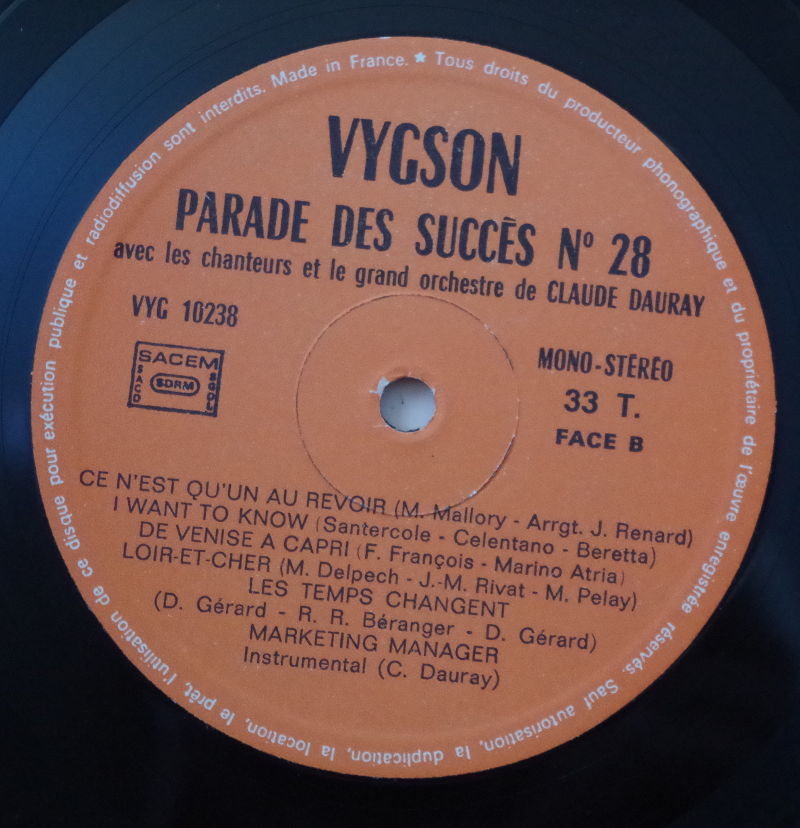 VYGSON
PARADE DES SUCCÈS Nº 28
avec les chanteurs et le grand orchestre de CLAUDE DAURAY
VYG 10238
SACEM
SACD
SDRM
SGDL
MONO-STÉRÉO
33 T.
FACE B
CE N'EST QU'UN AU REVOIR (M. Mallory - Arrgt. J. Renard)
I WANT TO KNOW (Santercole - Celentano - Beretta)
DE VENISE A CAPRI (F. François - Marino Atria)
LOIR-ET-CHER (M. Delpech - J.-M. Rivat - M. Pelay)
LES TEMPS CHANGENT
(D. Gérard - R. R. Béranger - D. Gérard)
MARKETING MANAGER
Instrumental (C. Dauray)
★ Tous droits du producteur phonographique et du propriétaire de l'œuvre enregistrée réservés. Sauf autorisation, la duplication, la location, le prêt, l'utilisation de ce disque pour exécution publique et radiodiffusion sont interdits. Made in France.